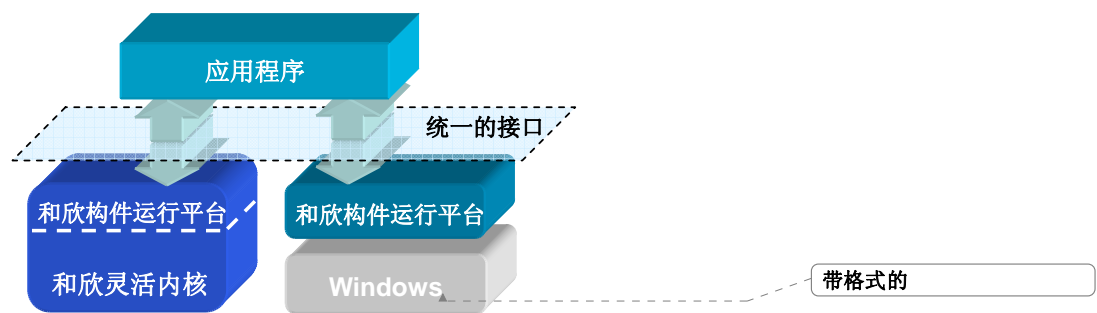 应用程序
统一的接口
和欣构件运行平台
和欣构件运行平台
和欣灵活内核
Windows
带格式的